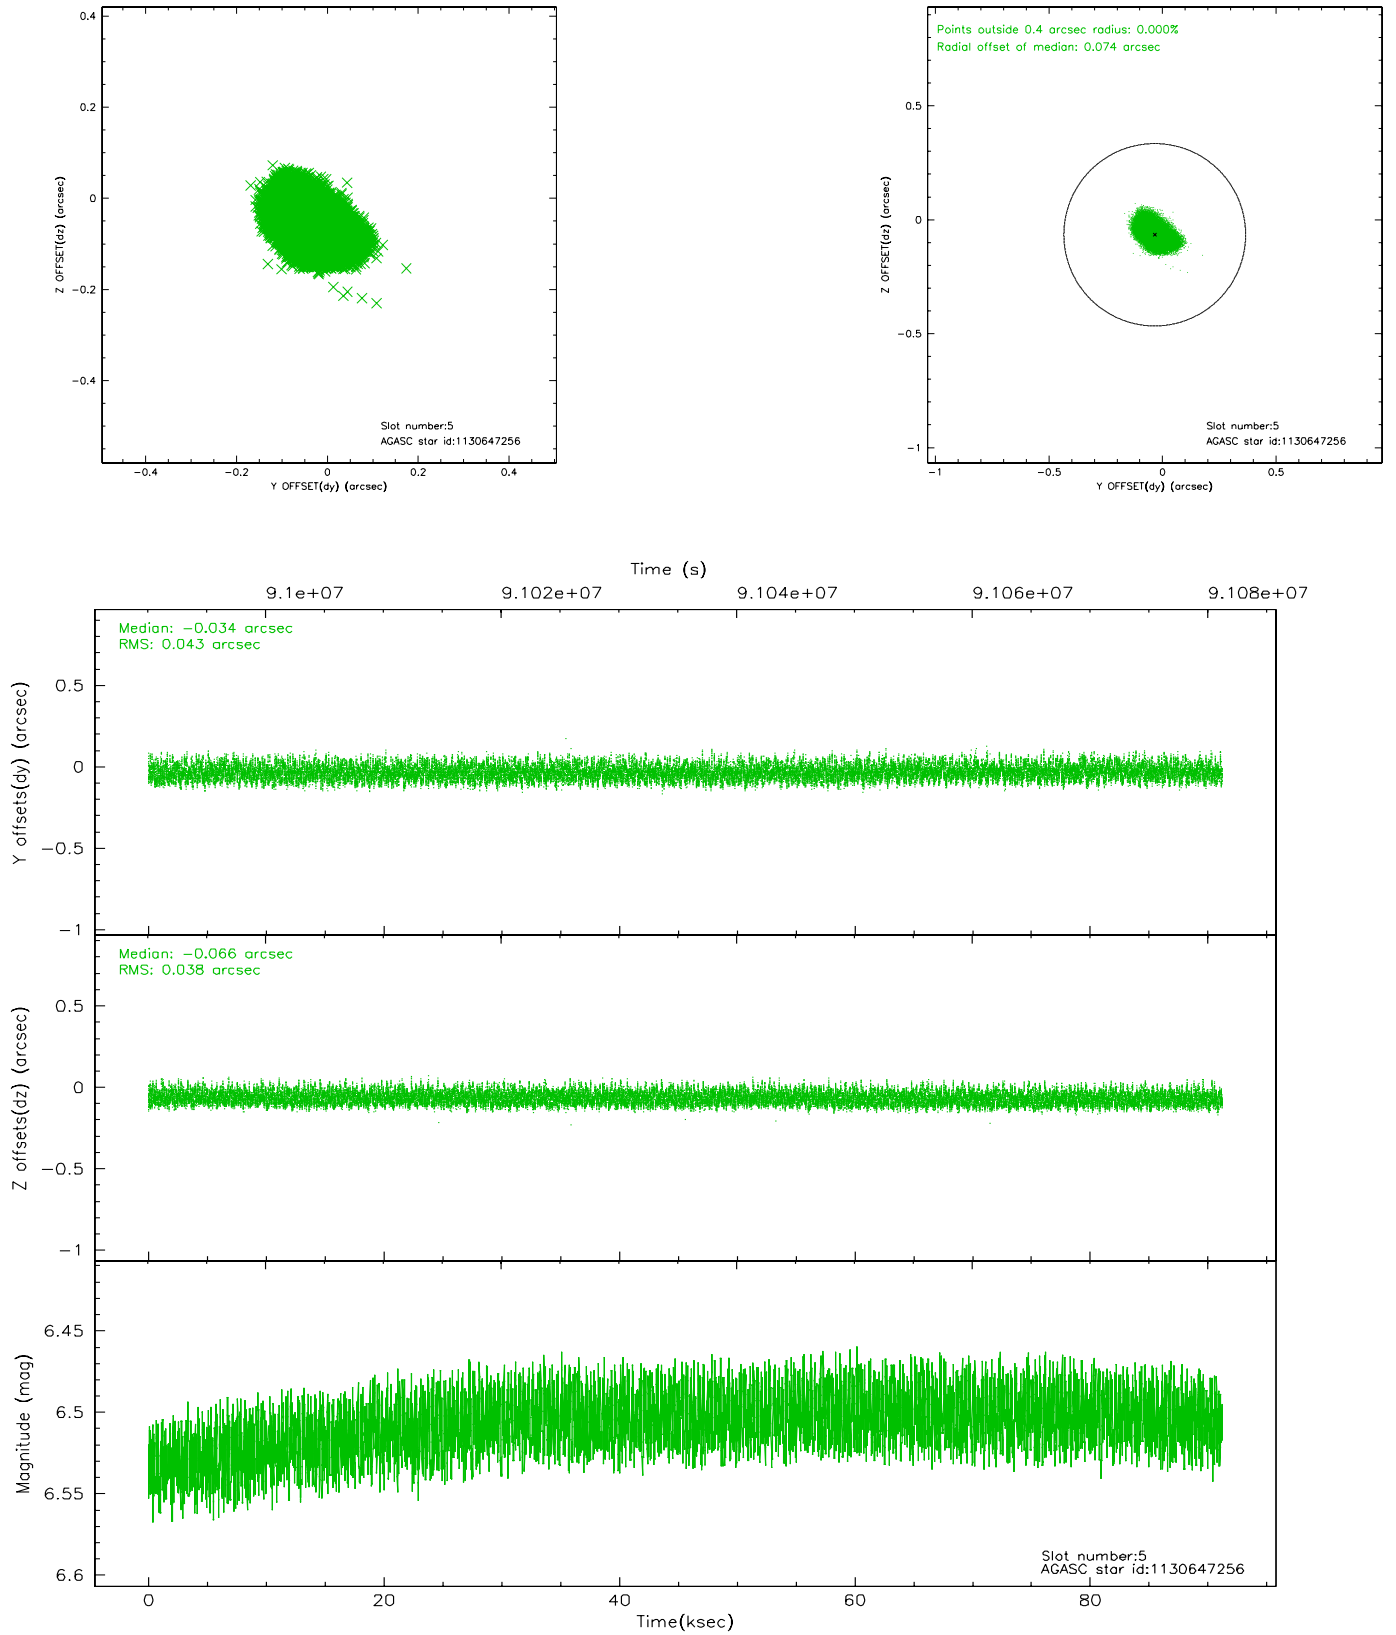 0.4
0.2
0
−0.2
−0.4
Z OFFSET(dz) (arcsec)
Slot number:5
AGASC star id:1130647256
−0.4 −0.2 0 0.2 0.4
Y OFFSET(dy) (arcsec)
Points outside 0.4 arcsec radius: 0.000%
Radial offset of median: 0.074 arcsec
0.5
0
−0.5
−1
Z OFFSET(dz) (arcsec)
Slot number:5
AGASC star id:1130647256
−1 −0.5 0 0.5
Y OFFSET(dy) (arcsec)
Time (s)
9.1e+07 9.102e+07 9.104e+07 9.106e+07 9.108e+07
Median: −0.034 arcsec
RMS: 0.043 arcsec
0.5
0
−0.5
−1
Y offsets(dy) (arcsec)
Median: −0.066 arcsec
RMS: 0.038 arcsec
0.5
0
−0.5
−1
Z offsets(dz) (arcsec)
6.45
6.5
6.55
6.6
Magnitude (mag)
Slot number:5
AGASC star id:1130647256
0 20 40 60 80
Time(ksec)